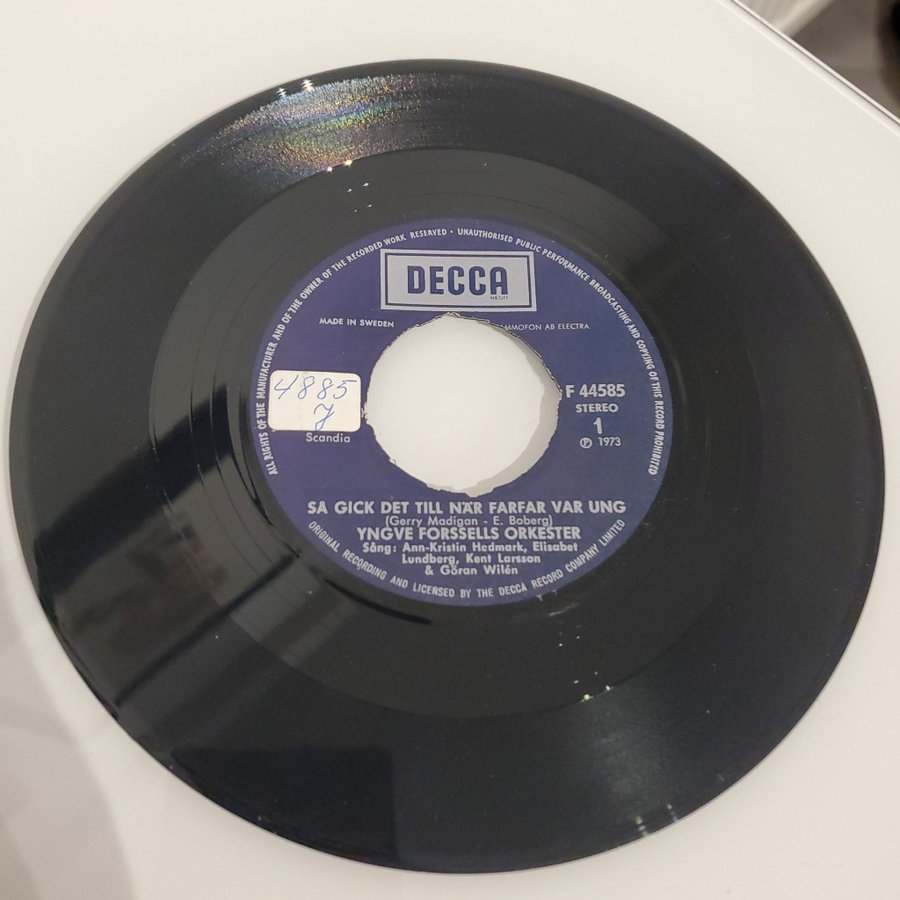 ALL RIGHTS OF THE MANUFACTURER AND OF THE OWNER OF THE RECORDED WORK RESERVED • UNAUTHORISED PUBLIC PERFORMANCE BROADCASTING AND COPYING OF THIS RECORD PROHIBITED
DECCA
MADE IN SWEDEN
AB ELECTRA
4885
F 44585
STEREO
1
Ⓟ 1973
Scandia
SA GICK DET TILL NÄR FARFAR VAR UNG
(Gerry Madigan - E. Boberg)
YNGVE FORSSELLS ORKESTER
Sång: Ann-Kristin Hedmark, Elisabet
Lundberg, Kent Larsson
& Göran Wilén
ORIGINAL RECORDING AND LICENSED BY THE DECCA RECORD COMPANY LIMITED